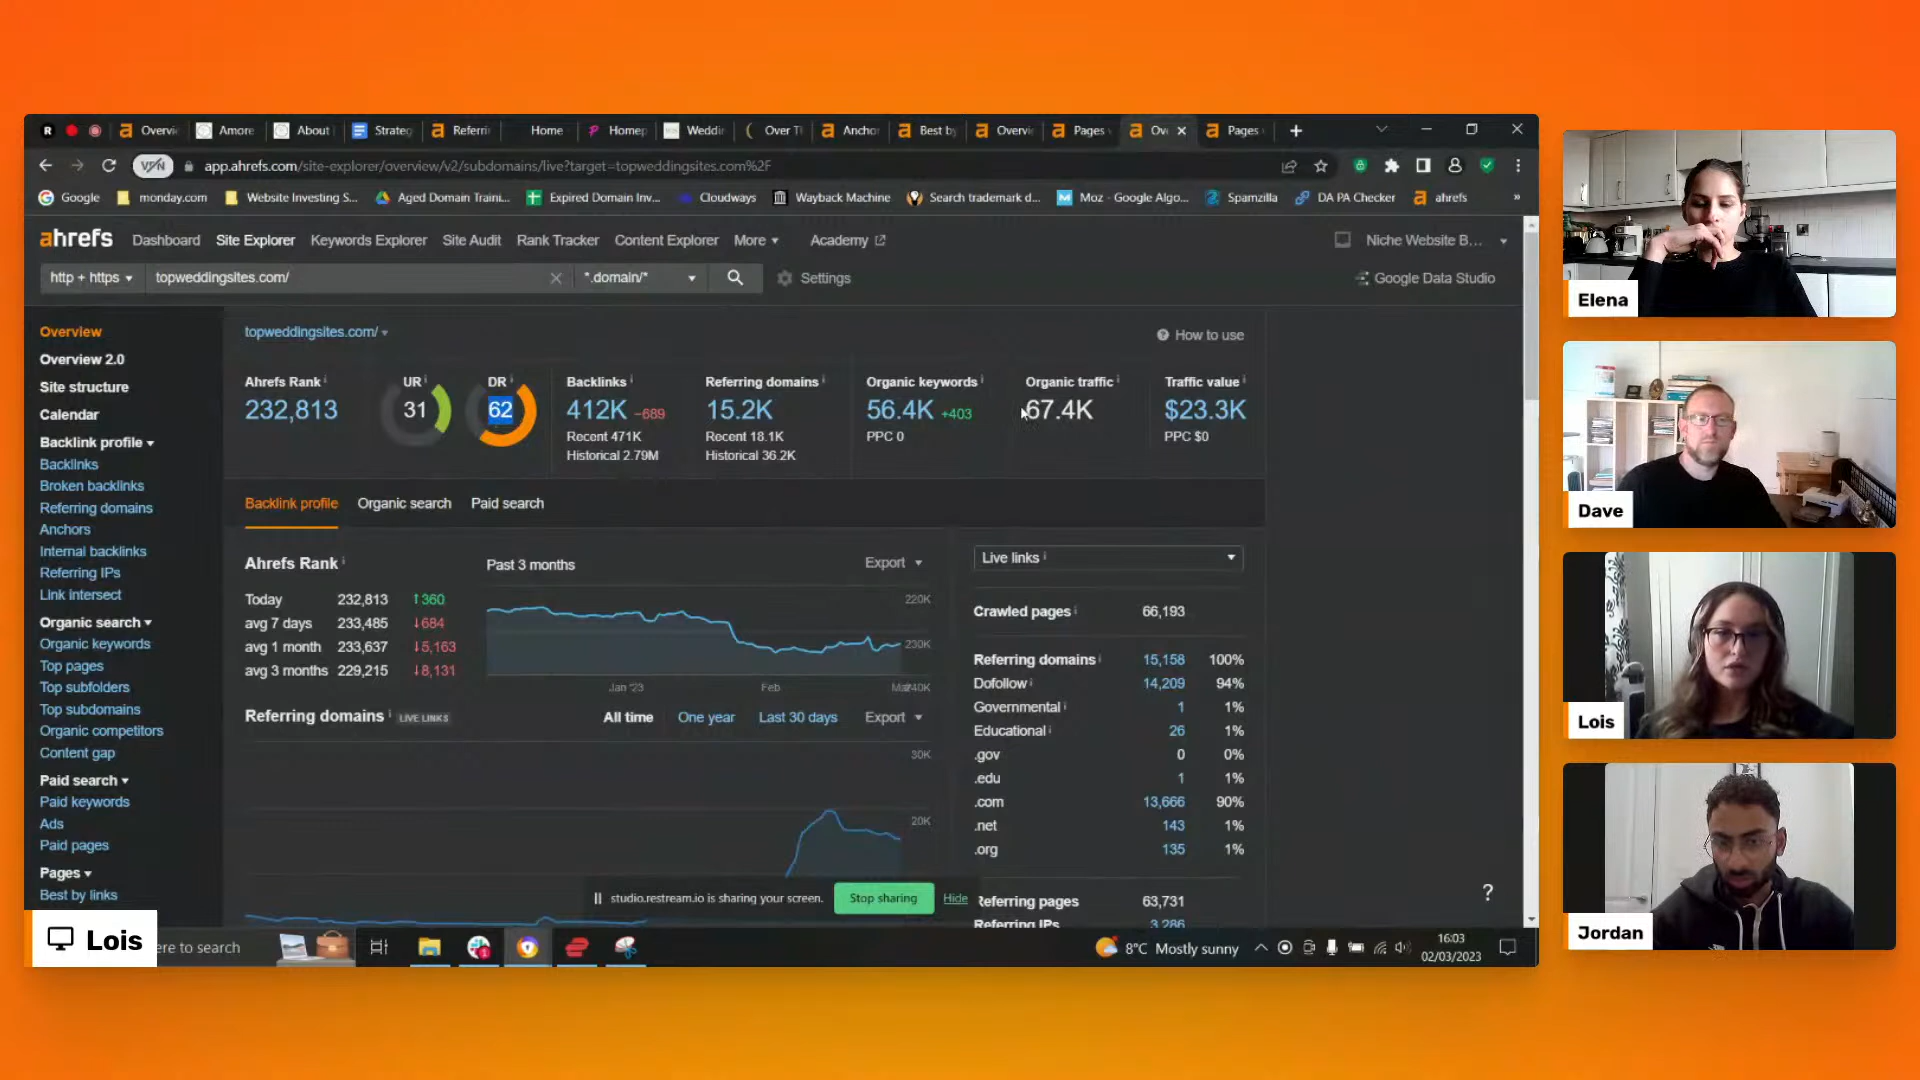 R Overvi Amore About Strateg Referri Home Homep Weddin Over T Anchor Best by Overvi Pages Ov Pages
VPN app.ahrefs.com/site-explorer/overview/v2/subdomains/live?target=topweddingsites.com%2F
Google monday.com Website Investing S... Aged Domain Traini... Expired Domain Inv... Cloudways Wayback Machine Search trademark d... Moz - Google Algo... Spamzilla DA PA Checker ahrefs »
ahrefs Dashboard Site Explorer Keywords Explorer Site Audit Rank Tracker Content Explorer More Academy Niche Website B...
http + https topweddingsites.com/ *.domain/* Settings Google Data Studio
Overview
Overview 2.0
Site structure
Calendar
Backlink profile
Backlinks
Broken backlinks
Referring domains
Anchors
Internal backlinks
Referring IPs
Link intersect
Organic search
Organic keywords
Top pages
Top subfolders
Top subdomains
Organic competitors
Content gap
Paid search
Paid keywords
Ads
Paid pages
Pages
Best by links
topweddingsites.com/ How to use
Ahrefs Rank UR DR Backlinks Referring domains Organic keywords Organic traffic Traffic value
232,813 31 62 412K -689 15.2K 56.4K +403 67.4K $23.3K
Recent 471K Recent 18.1K PPC 0 PPC $0
Historical 2.79M Historical 36.2K
Backlink profile Organic search Paid search
Ahrefs Rank Past 3 months Export
Today 232,813 ↑360
avg 7 days 233,485 ↓684
avg 1 month 233,637 ↓5,163
avg 3 months 229,215 ↓8,131
220K
230K
240K
Jan '23 Feb
Referring domains LIVE LINKS All time One year Last 30 days Export
30K
20K
Live links
Crawled pages 66,193
Referring domains 15,158 100%
Dofollow 14,209 94%
Governmental 1 1%
Educational 26 1%
.gov 0 0%
.edu 1 1%
.com 13,666 90%
.net 143 1%
.org 135 1%
Referring pages 63,731
Referring IPs 3,286
?
studio.restream.io is sharing your screen. Stop sharing Hide
Lois
ere to search
1
8°C Mostly sunny
16:03
02/03/2023
Elena
Dave
Lois
Jordan